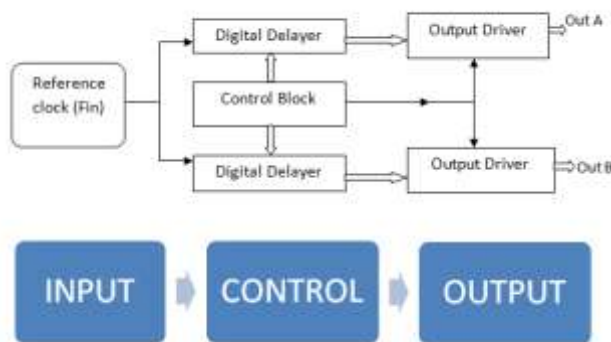 Digital Delayer
Output Driver
Out A
Reference
clock (Fin)
Control Block
Digital Delayer
Output Driver
Out B
INPUT
CONTROL
OUTPUT